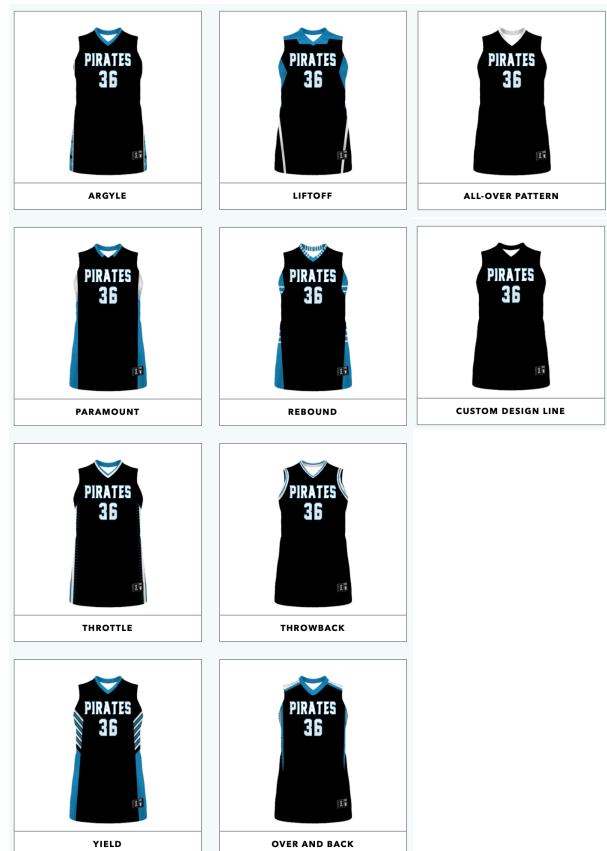 PIRATES
36
ARGYLE
PIRATES
36
LIFTOFF
PIRATES
36
ALL-OVER PATTERN
PIRATES
36
PARAMOUNT
PIRATES
36
REBOUND
PIRATES
36
CUSTOM DESIGN LINE
PIRATES
36
THROTTLE
PIRATES
36
THROWBACK
PIRATES
36
YIELD
PIRATES
36
OVER AND BACK